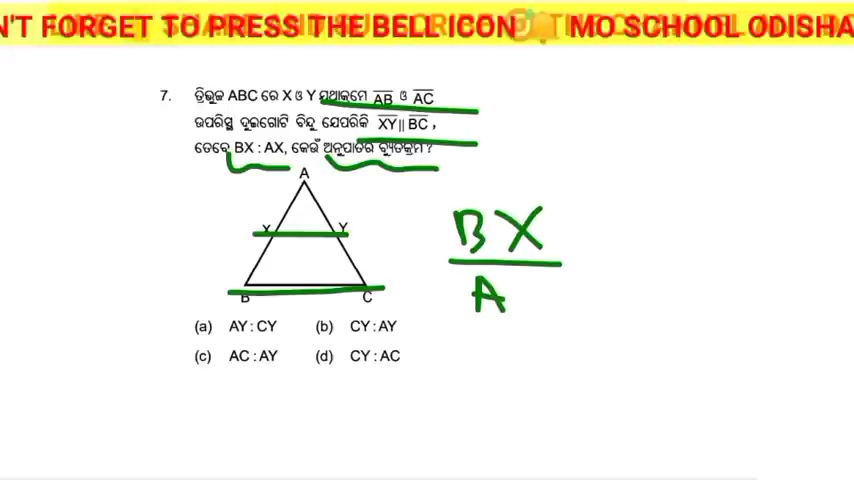 N'T FORGET TO PRESS THE BELL ICON MO SCHOOL ODISHA
7. ତ୍ରିଭୁଜ ABC ରେ X ଓ Y ଯଥାକ୍ରମେ AB ଓ AC
ଉପରିସ୍ଥ ଦୁଇଗୋଟି ବିନ୍ଦୁ ଯେପରିକି XY || BC ,
ତେବେ BX : AX, କେଉଁ ଅନୁପାତର ବ୍ୟୁତକ୍ରମ ?
A
X Y
B C
BX
A
(a) AY : CY (b) CY : AY
(c) AC : AY (d) CY : AC